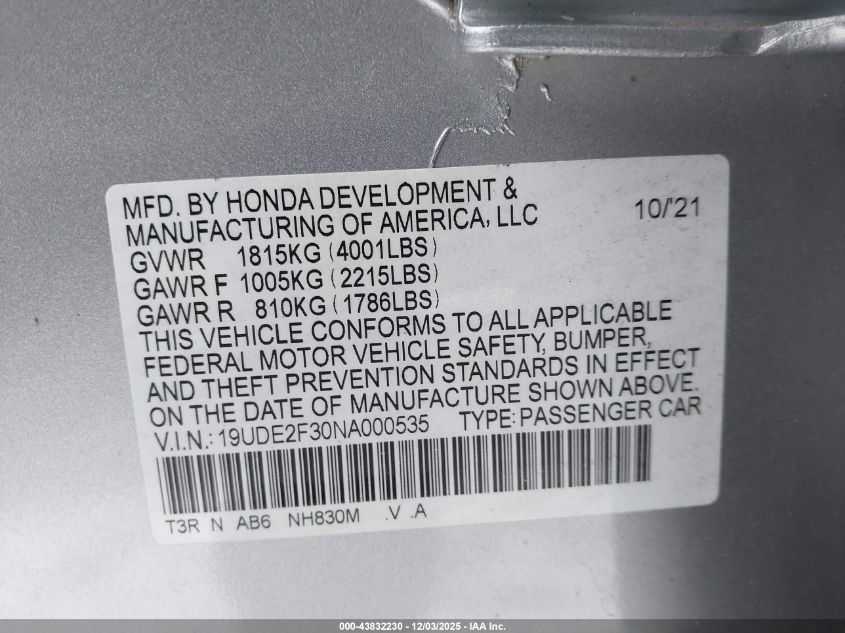 MFD. BY HONDA DEVELOPMENT &
MANUFACTURING OF AMERICA, LLC 10/'21
GVWR 1815KG (4001LBS)
GAWR F 1005KG (2215LBS)
GAWR R 810KG (1786LBS)
THIS VEHICLE CONFORMS TO ALL APPLICABLE
FEDERAL MOTOR VEHICLE SAFETY, BUMPER,
AND THEFT PREVENTION STANDARDS IN EFFECT
ON THE DATE OF MANUFACTURE SHOWN ABOVE.
V.I.N.: 19UDE2F30NA000535 TYPE: PASSENGER CAR
T3R N AB6 NH830M .V .A
000-43832230 - 12/03/2025 - IAA Inc.